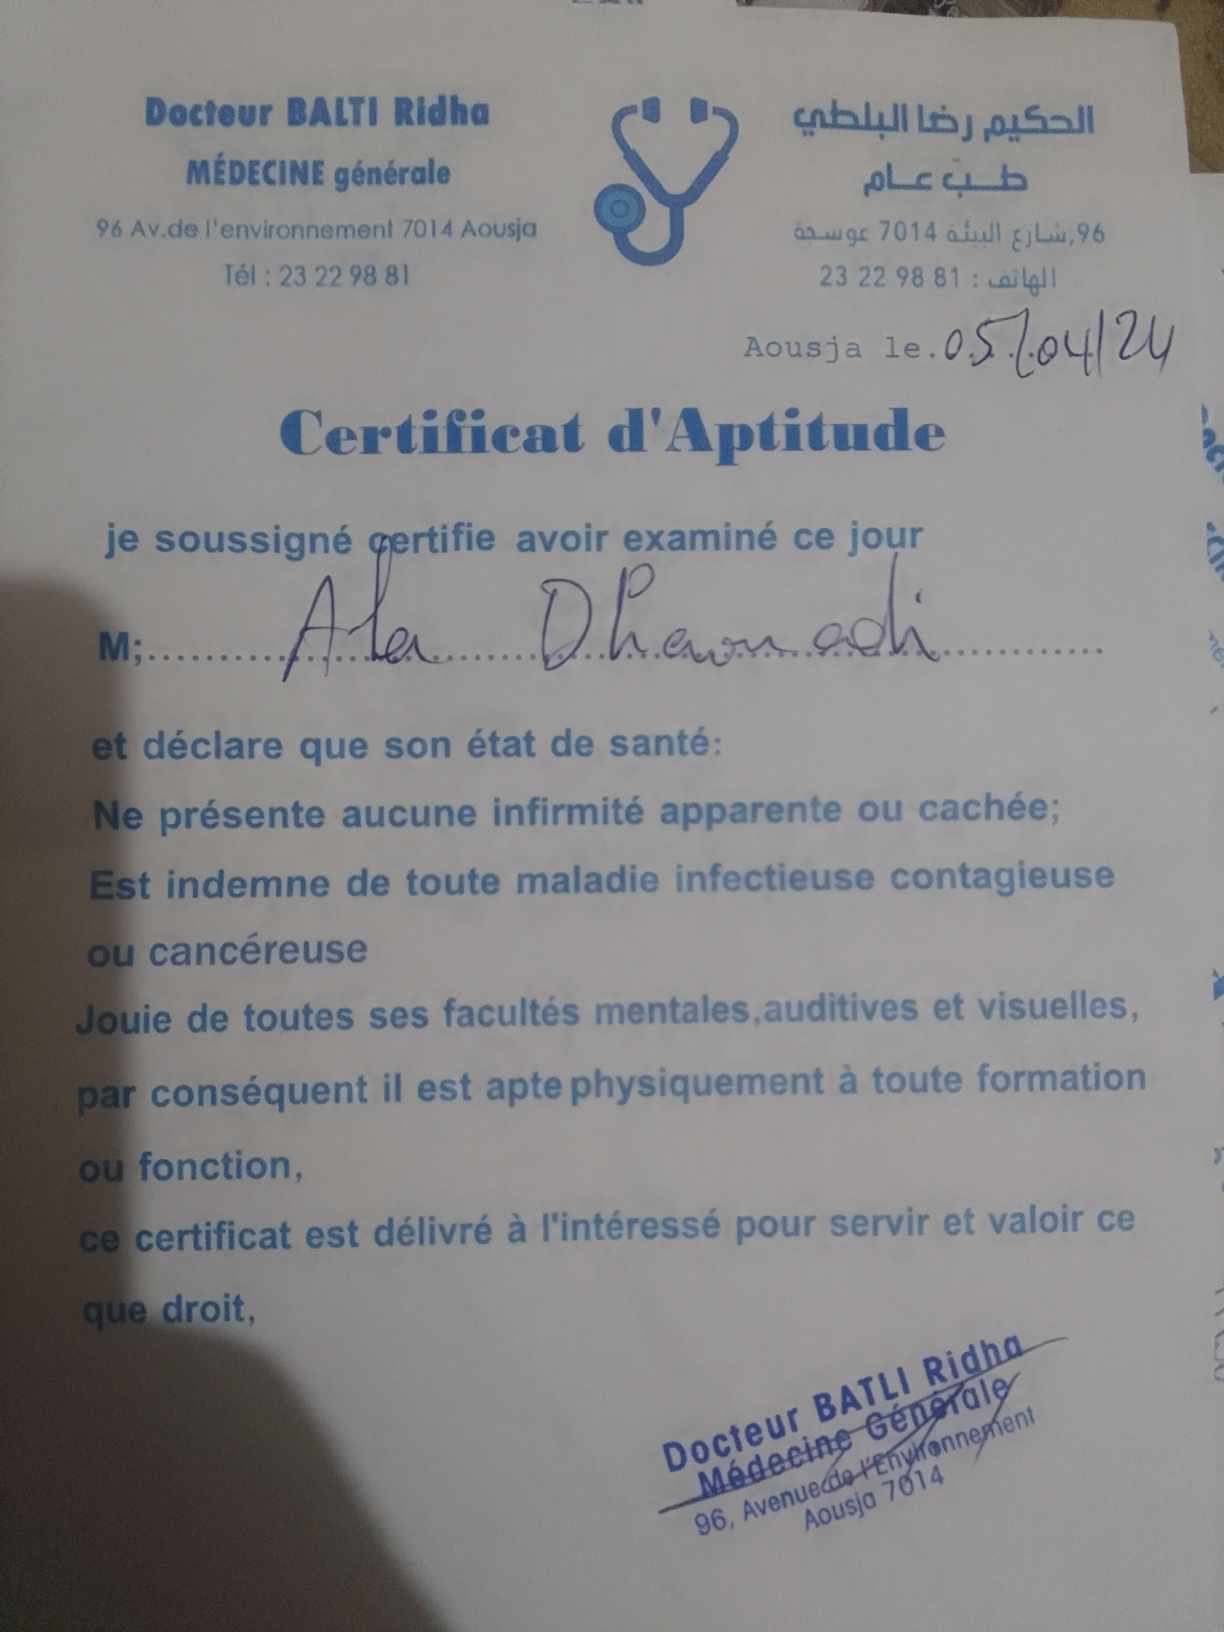 Docteur BALTI Ridha
MÉDECINE générale
96 Av.de l'environnement 7014 Aousja
Tél : 23 22 98 81
الحكيم رضا البلطي
طب عام
96,شارع البيئة 7014 عوسجة
الهاتف : 81 98 22 23
Aousja le.05/04/24
Certificat d'Aptitude
je soussigné certifie avoir examiné ce jour
M;.......... Ala Dhaouadi ..........
et déclare que son état de santé:
Ne présente aucune infirmité apparente ou cachée;
Est indemne de toute maladie infectieuse contagieuse
ou cancéreuse
Jouie de toutes ses facultés mentales,auditives et visuelles,
par conséquent il est apte physiquement à toute formation
ou fonction,
ce certificat est délivré à l'intéressé pour servir et valoir ce
que droit,
Docteur BATLI Ridha
Médecine Générale
96, Avenue de l'Environnement
Aousja 7014